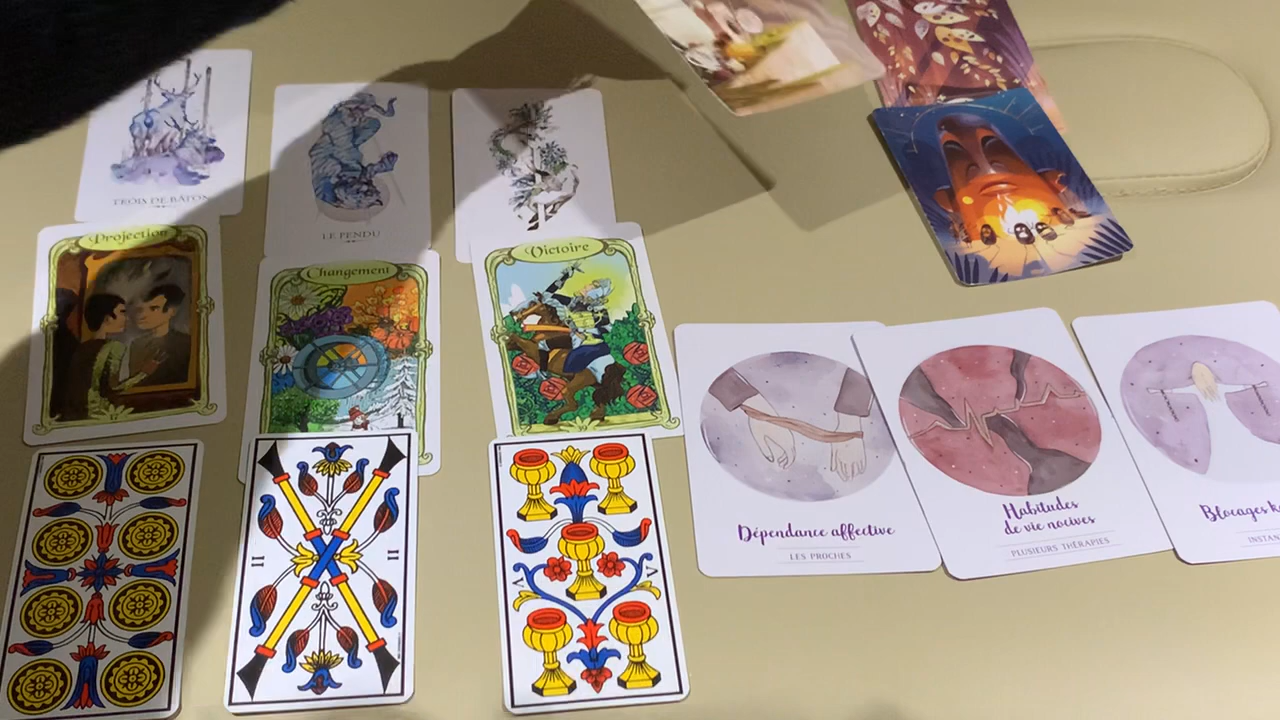 TROIS DE BÂTON
LE PENDU
Projection
Changement
Victoire
II
II
V
V
Dépendance affective
LES PROCHES
Habitudes
de vie nocives
PLUSIEURS THÉRAPIES
Blocages